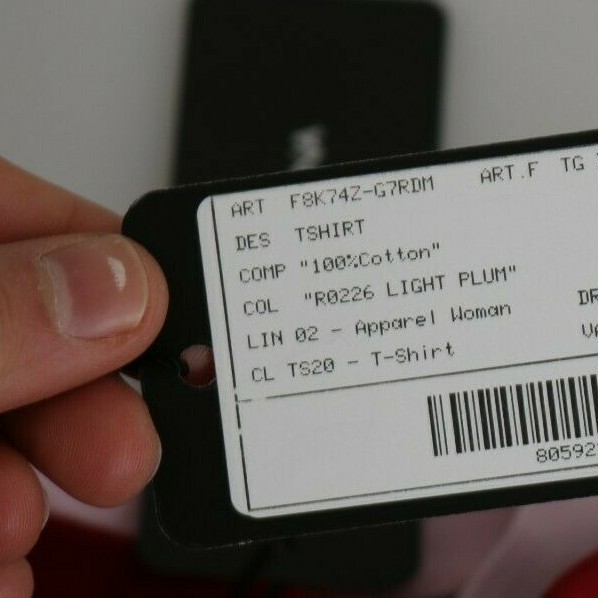 ART F8K74Z-G7RDM ART.F TG
DES TSHIRT
COMP "100%Cotton"
COL "R0226 LIGHT PLUM"
LIN 02 - Apparel Woman DR
CL TS20 - T-Shirt
80592